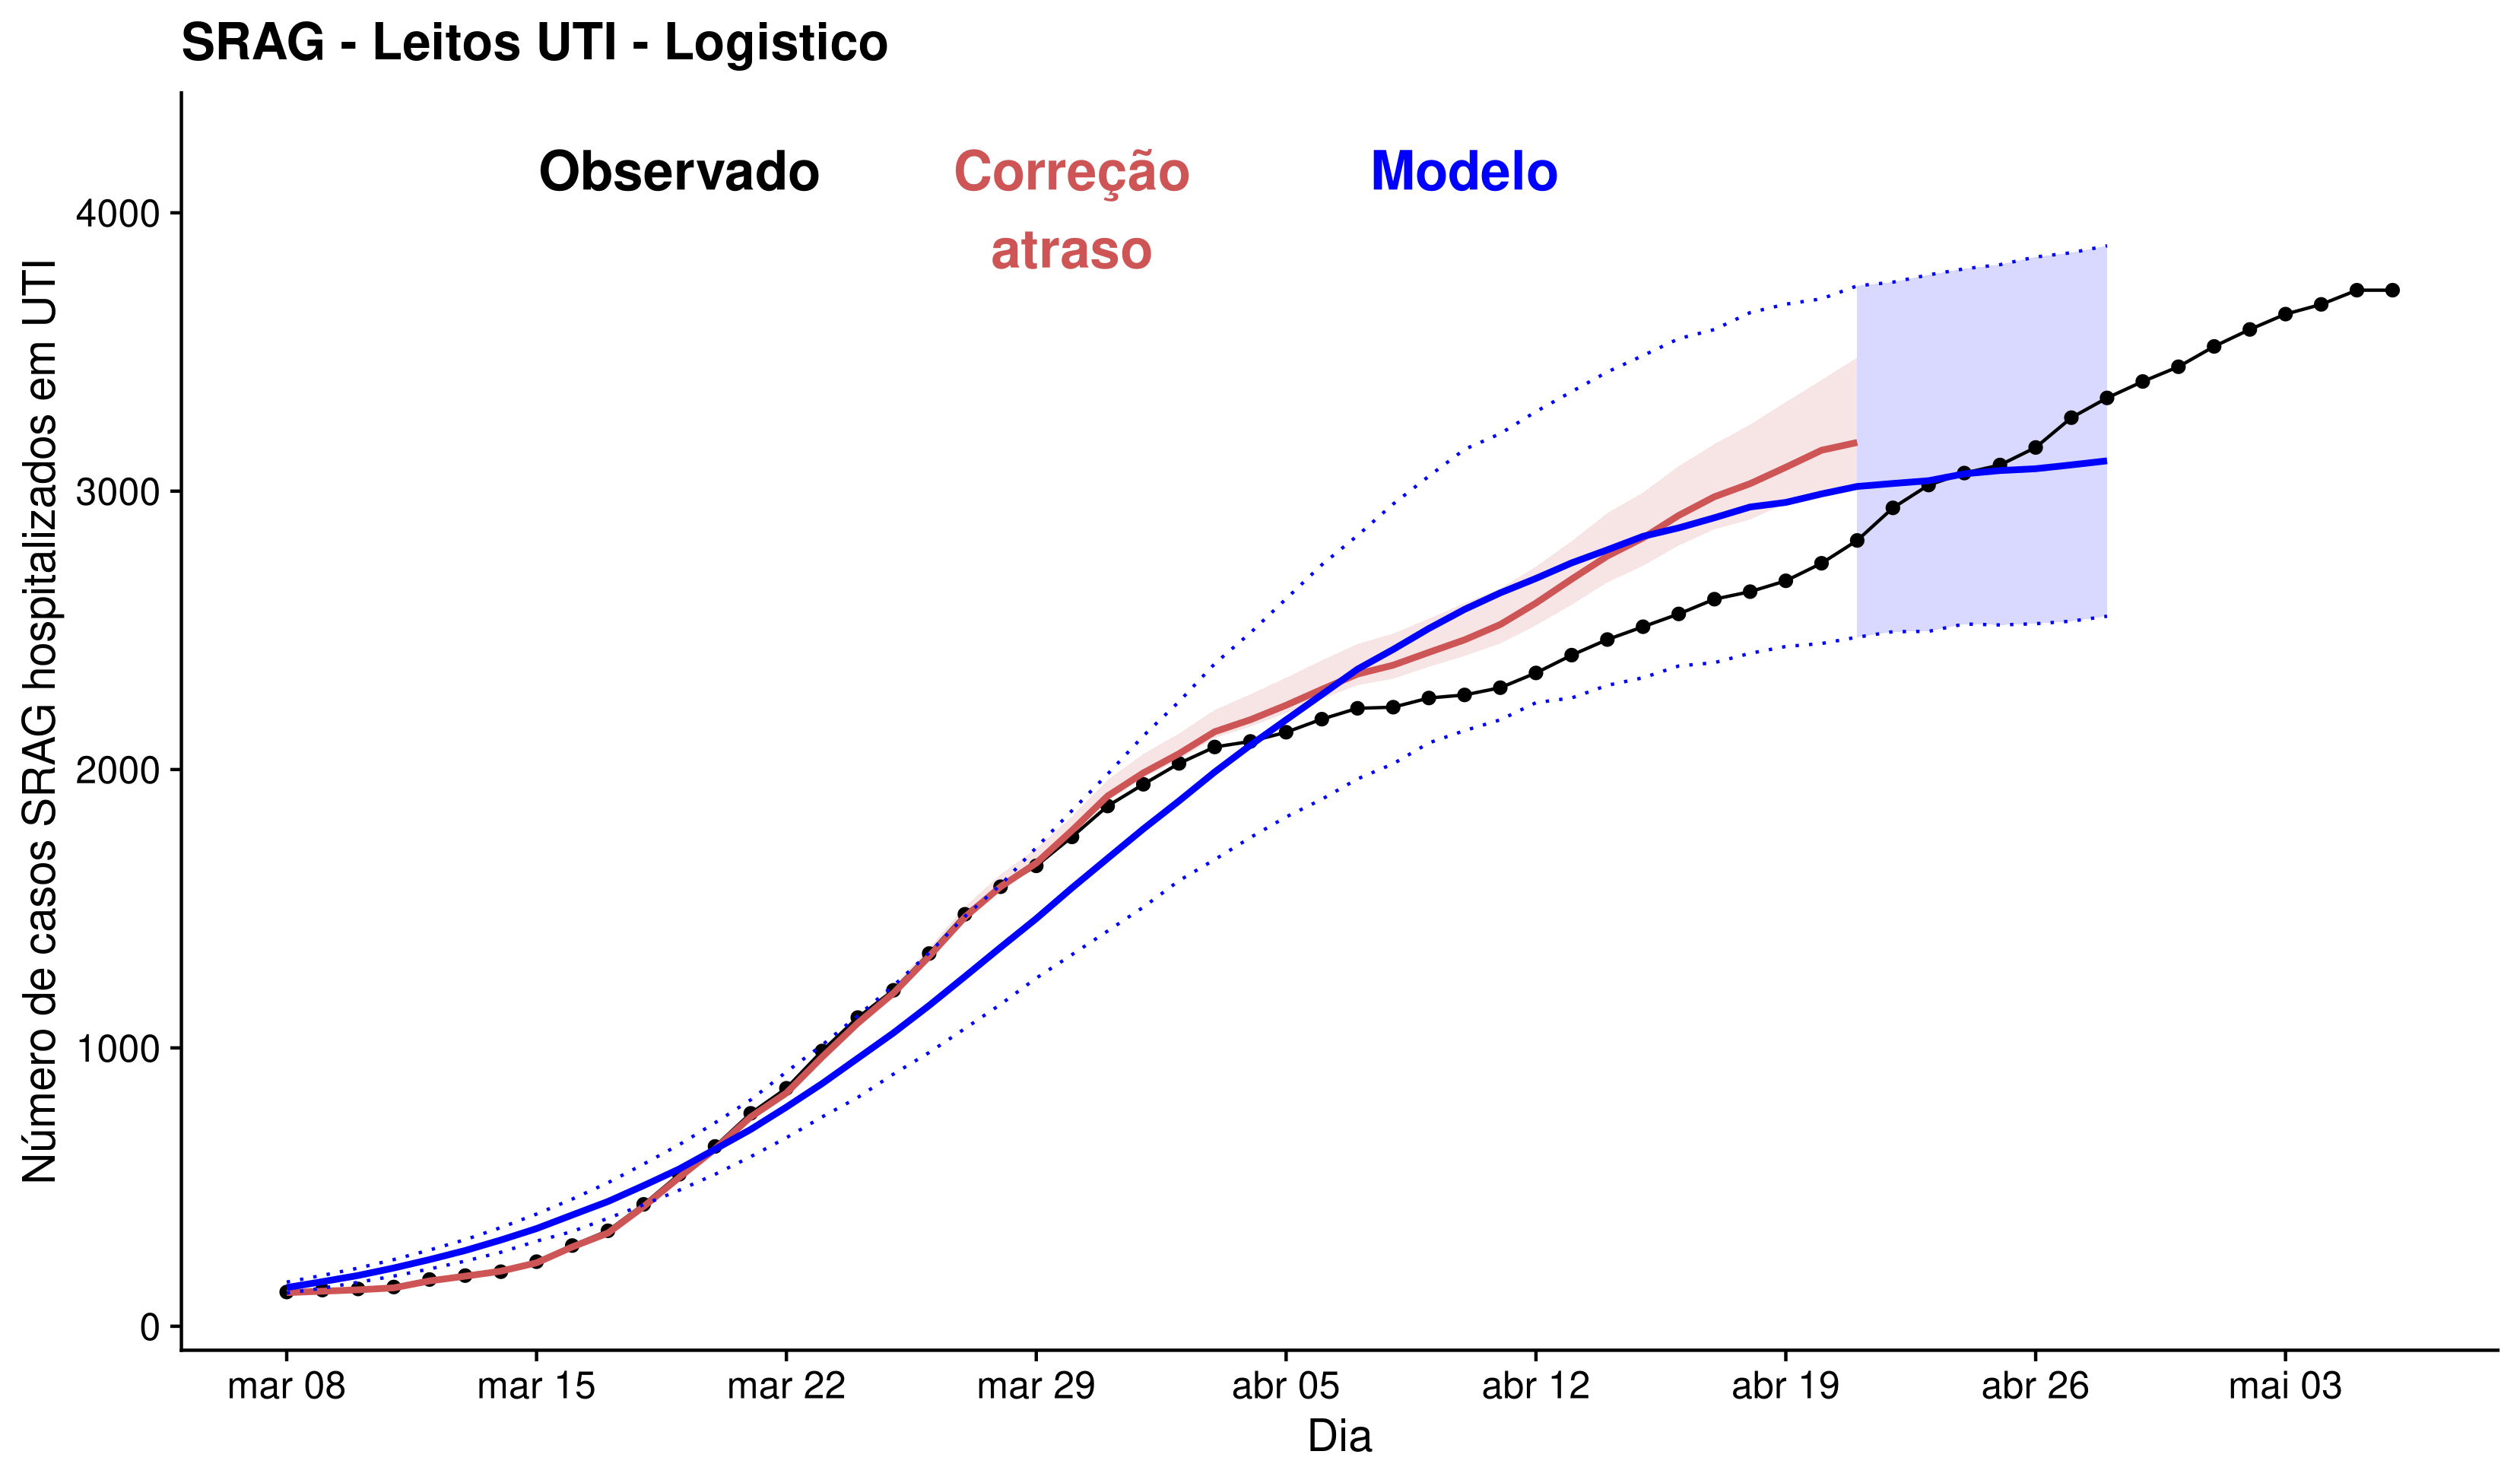 SRAG - Leitos UTI - Logistico
Observado
Correção
atraso
Modelo
Número de casos SRAG hospitalizados em UTI
4000
3000
2000
1000
0
mar 08
mar 15
mar 22
mar 29
abr 05
abr 12
abr 19
abr 26
mai 03
Dia